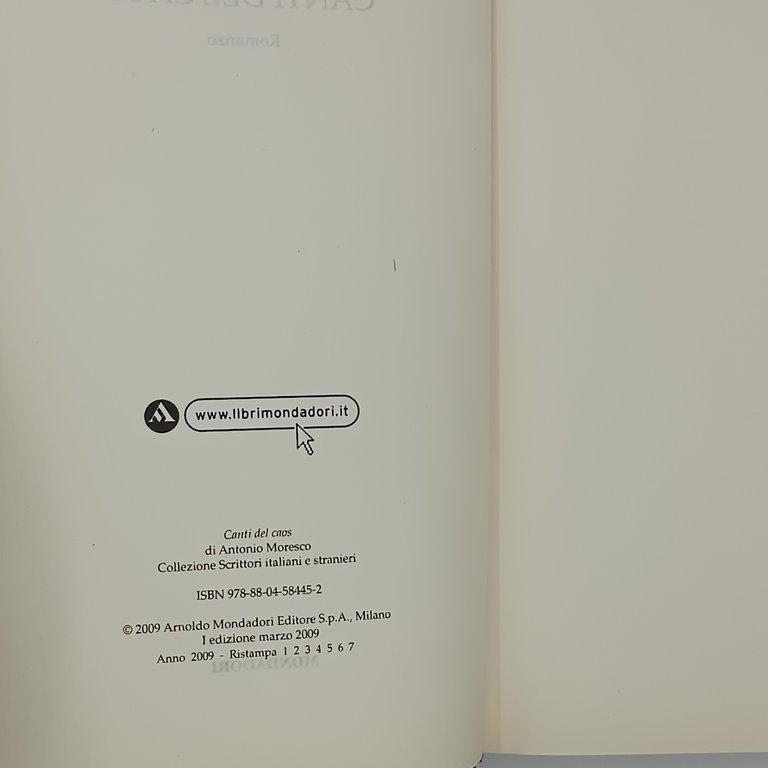 www.librimondadori.it
Canti del caos
di Antonio Moresco
Collezione Scrittori italiani e stranieri
ISBN 978-88-04-58445-2
© 2009 Arnoldo Mondadori Editore S.p.A., Milano
I edizione marzo 2009
Anno 2009 - Ristampa 1 2 3 4 5 6 7